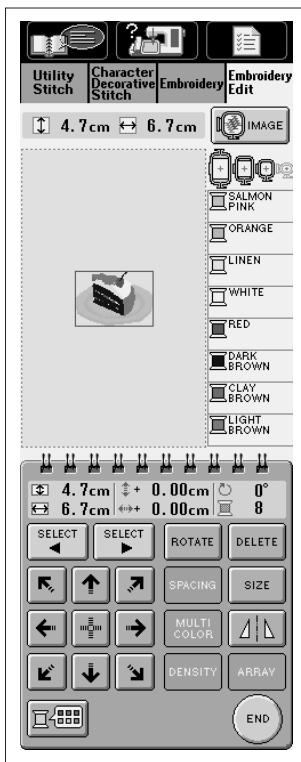 Utility Stitch
Character Decorative Stitch
Embroidery
Embroidery Edit
4.7cm 6.7cm
IMAGE
SALMON PINK
ORANGE
LINEN
WHITE
RED
DARK BROWN
CLAY BROWN
LIGHT BROWN
4.7cm + 0.00cm 0°
6.7cm + 0.00cm 8
SELECT SELECT ROTATE DELETE
SPACING SIZE
MULTI COLOR
DENSITY ARRAY
END